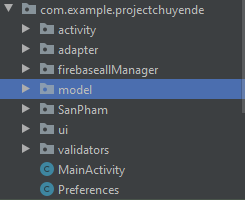 com.example.projectchuyende
activity
adapter
firebaseallManager
model
SanPham
ui
validators
MainActivity
Preferences